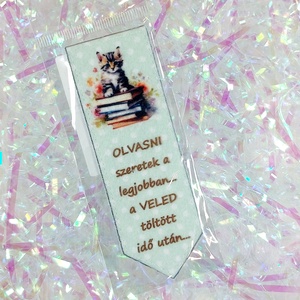 OLVASNI
szeretek a
legjobban...
a VELED
töltött
idő után...